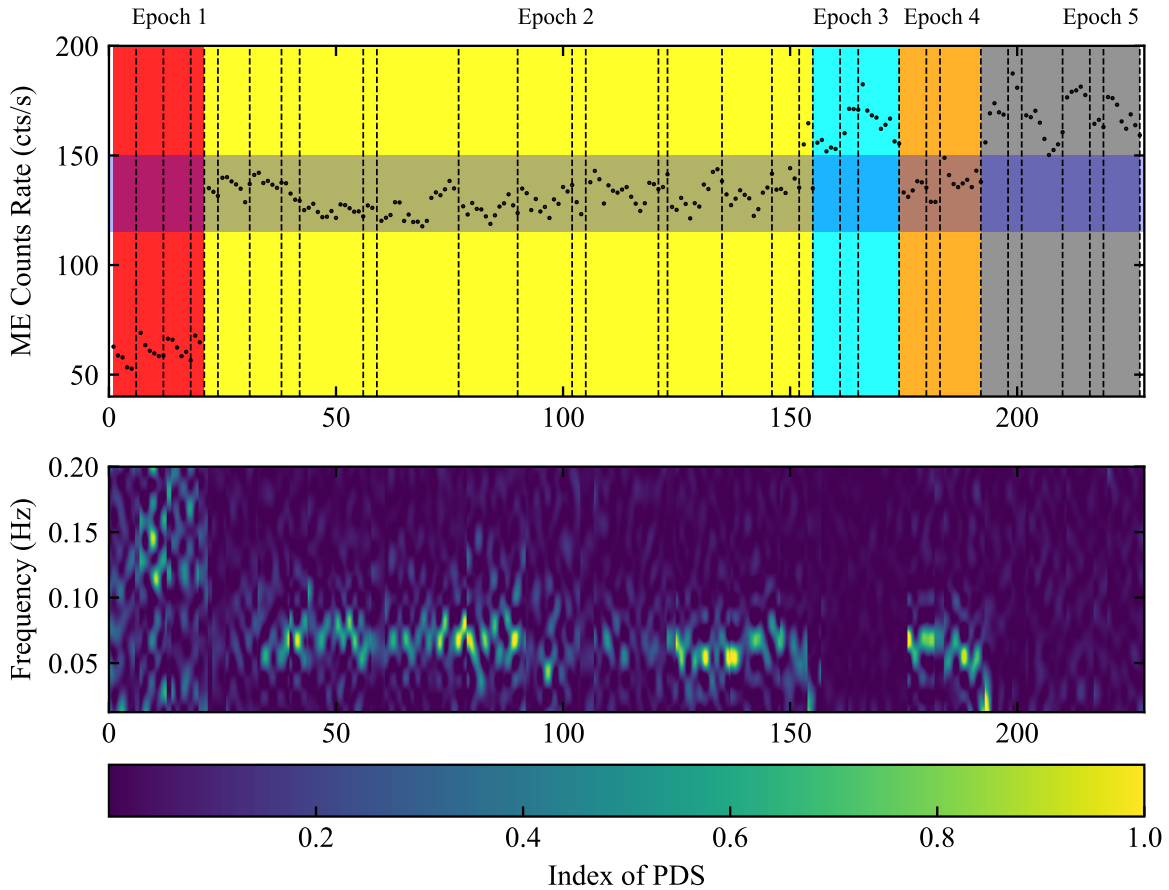 Epoch 1 Epoch 2 Epoch 3 Epoch 4 Epoch 5
ME Counts Rate (cts/s)
200
150
100
50
0 50 100 150 200
Frequency (Hz)
0.20
0.15
0.10
0.05
0 50 100 150 200
0.2 0.4 0.6 0.8 1.0
Index of PDS